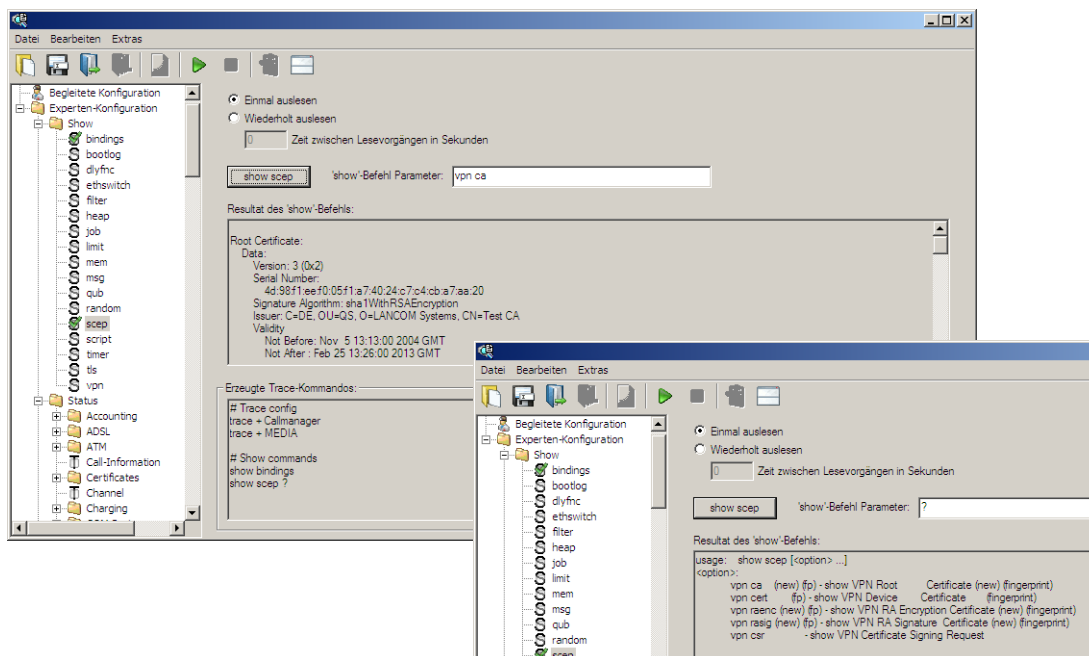 Datei Bearbeiten Extras
Begleitete Konfiguration
Experten-Konfiguration
Show
bindings
bootlog
dlyfnc
ethswitch
filter
heap
job
limit
mem
msg
qub
random
scep
script
timer
tls
vpn
Status
Accounting
ADSL
ATM
Call-Information
Certificates
Channel
Charging
Einmal auslesen
Wiederholt auslesen
0 Zeit zwischen Lesevorgängen in Sekunden
show scep 'show'-Befehl Parameter: vpn ca
Resultat des 'show'-Befehls:
Root Certificate:
Data:
Version: 3 (0x2)
Serial Number:
4d:98:f1:ee:f0:05:f1:a7:40:24:c7:c4:cb:a7:aa:20
Signature Algorithm: sha1WithRSAEncryption
Issuer: C=DE, OU=QS, O=LANCOM Systems, CN=Test CA
Validity
Not Before: Nov 5 13:13:00 2004 GMT
Not After : Feb 25 13:26:00 2013 GMT
Erzeugte Trace-Kommandos:
# Trace config
trace + Callmanager
trace + MEDIA
# Show commands
show bindings
show scep ?
Datei Bearbeiten Extras
Begleitete Konfiguration
Experten-Konfiguration
Show
bindings
bootlog
dlyfnc
ethswitch
filter
heap
job
limit
mem
msg
qub
random
scep
Einmal auslesen
Wiederholt auslesen
0 Zeit zwischen Lesevorgängen in Sekunden
show scep 'show'-Befehl Parameter: ?
Resultat des 'show'-Befehls:
usage: show scep [<option> ...]
<option>:
vpn ca (new) (fp) - show VPN Root Certificate (new) (fingerprint)
vpn cert (fp) - show VPN Device Certificate (fingerprint)
vpn raenc (new) (fp) - show VPN RA Encryption Certificate (new) (fingerprint)
vpn rasig (new) (fp) - show VPN RA Signature Certificate (new) (fingerprint)
vpn csr - show VPN Certificate Signing Request